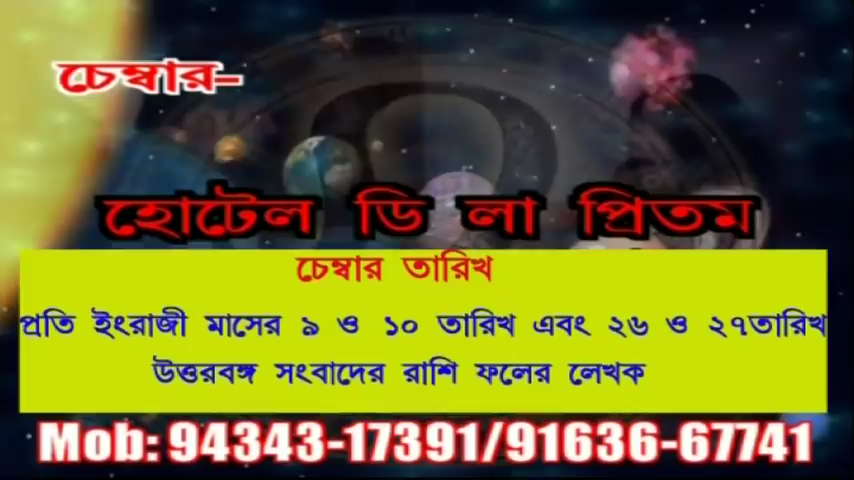 চেম্বার-
হোটেল ডি লা প্রিতম
চেম্বার তারিখ
প্রতি ইংরাজী মাসের ৯ ও ১০ তারিখ এবং ২৬ ও ২৭তারিখ
উত্তরবঙ্গ সংবাদের রাশি ফলের লেখক
Mob: 94343-17391/91636-67741